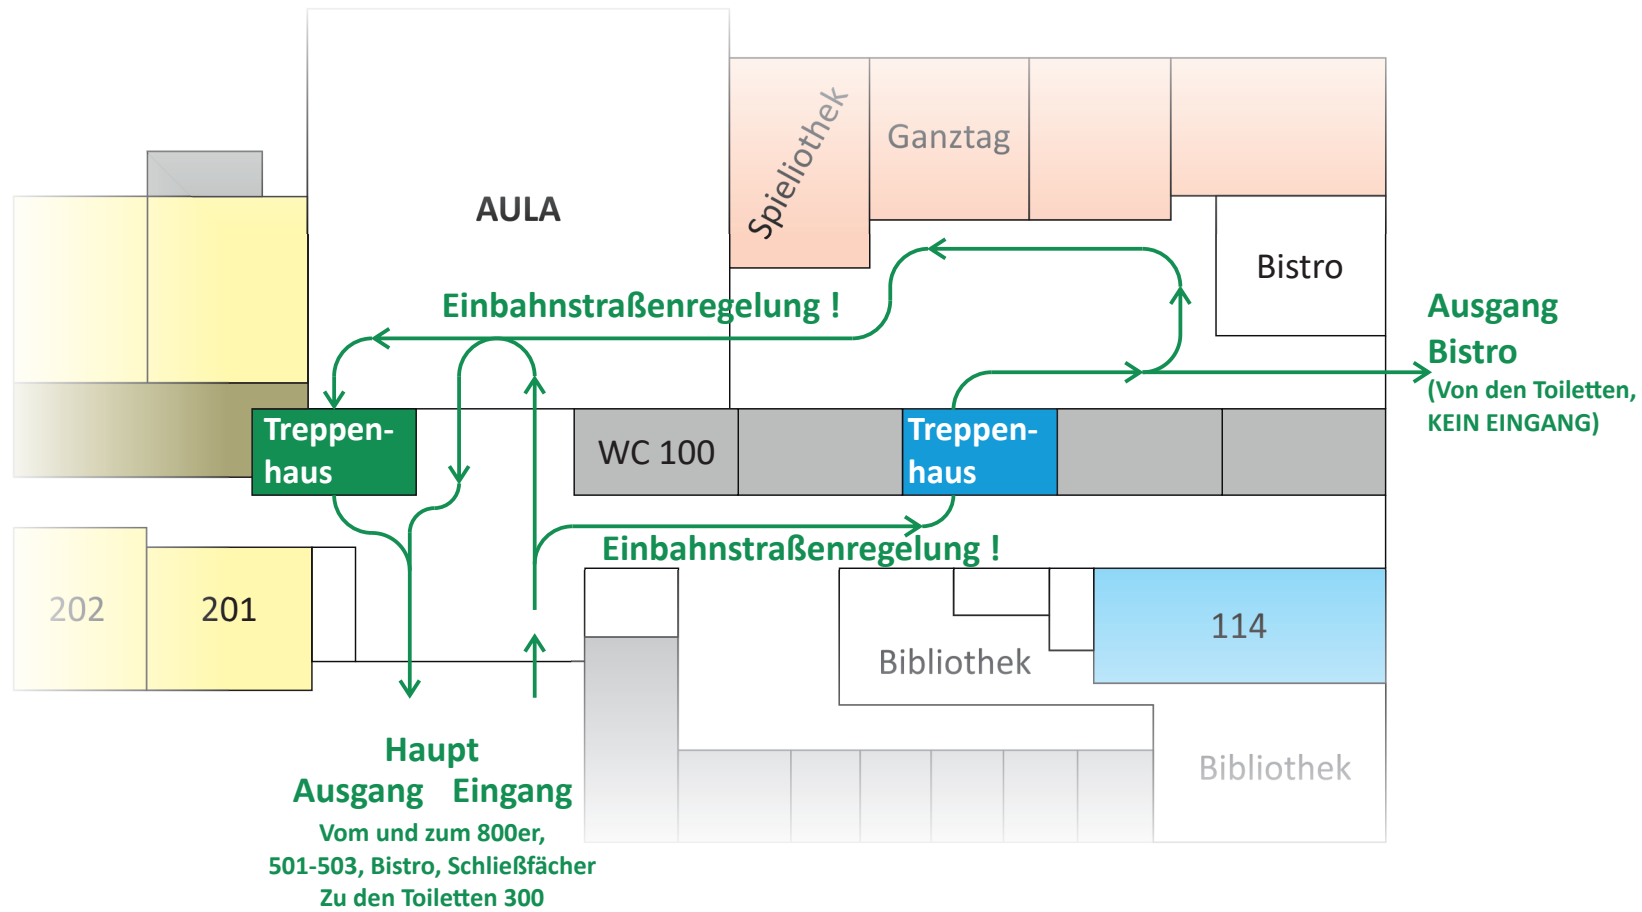 Spieliothek
Ganztag
AULA
Bistro
Einbahnstraßenregelung !
Ausgang
Bistro
(Von den Toiletten,
KEIN EINGANG)
Treppen-
haus
WC 100
Treppen-
haus
Einbahnstraßenregelung !
202
201
114
Bibliothek
Bibliothek
Haupt
Ausgang Eingang
Vom und zum 800er,
501-503, Bistro, Schließfächer
Zu den Toiletten 300